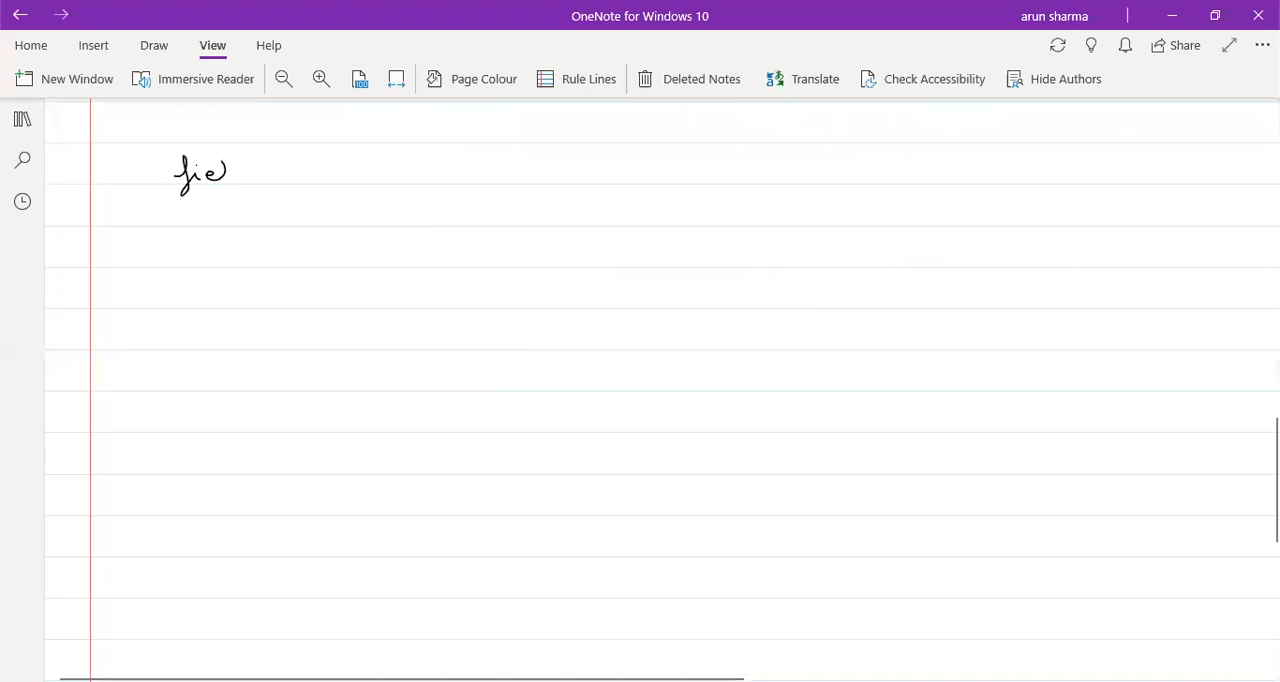 OneNote for Windows 10
arun sharma
Home Insert Draw View Help
Share
New Window Immersive Reader Page Colour Rule Lines Deleted Notes Translate Check Accessibility Hide Authors
fie